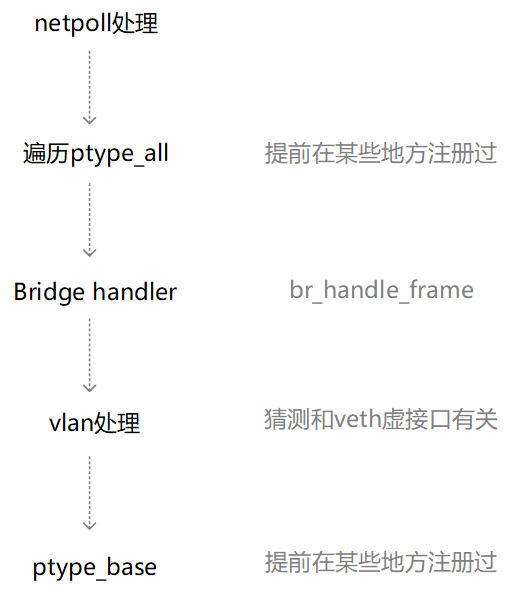 netpoll处理
遍历ptype_all
提前在某些地方注册过
Bridge handler
br_handle_frame
vlan处理
猜测和veth虚接口有关
ptype_base
提前在某些地方注册过